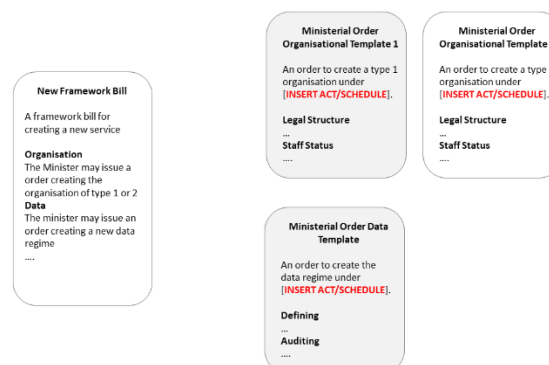 New Framework Bill
A framework bill for
creating a new service
Organisation
The Minister may issue a
order creating the
organisation of type 1 or 2
Data
The minister may issue an
order creating a new data
regime
....
Ministerial Order
Organisational Template 1
An order to create a type 1
organisation under
[INSERT ACT/SCHEDULE].
Legal Structure
...
Staff Status
....
Ministerial Order
Organisational Template
An order to create a type
organisation under
[INSERT ACT/SCHEDULE].
Legal Structure
...
Staff Status
....
Ministerial Order Data
Template
An order to create the
data regime under
[INSERT ACT/SCHEDULE].
Defining
...
Auditing
....